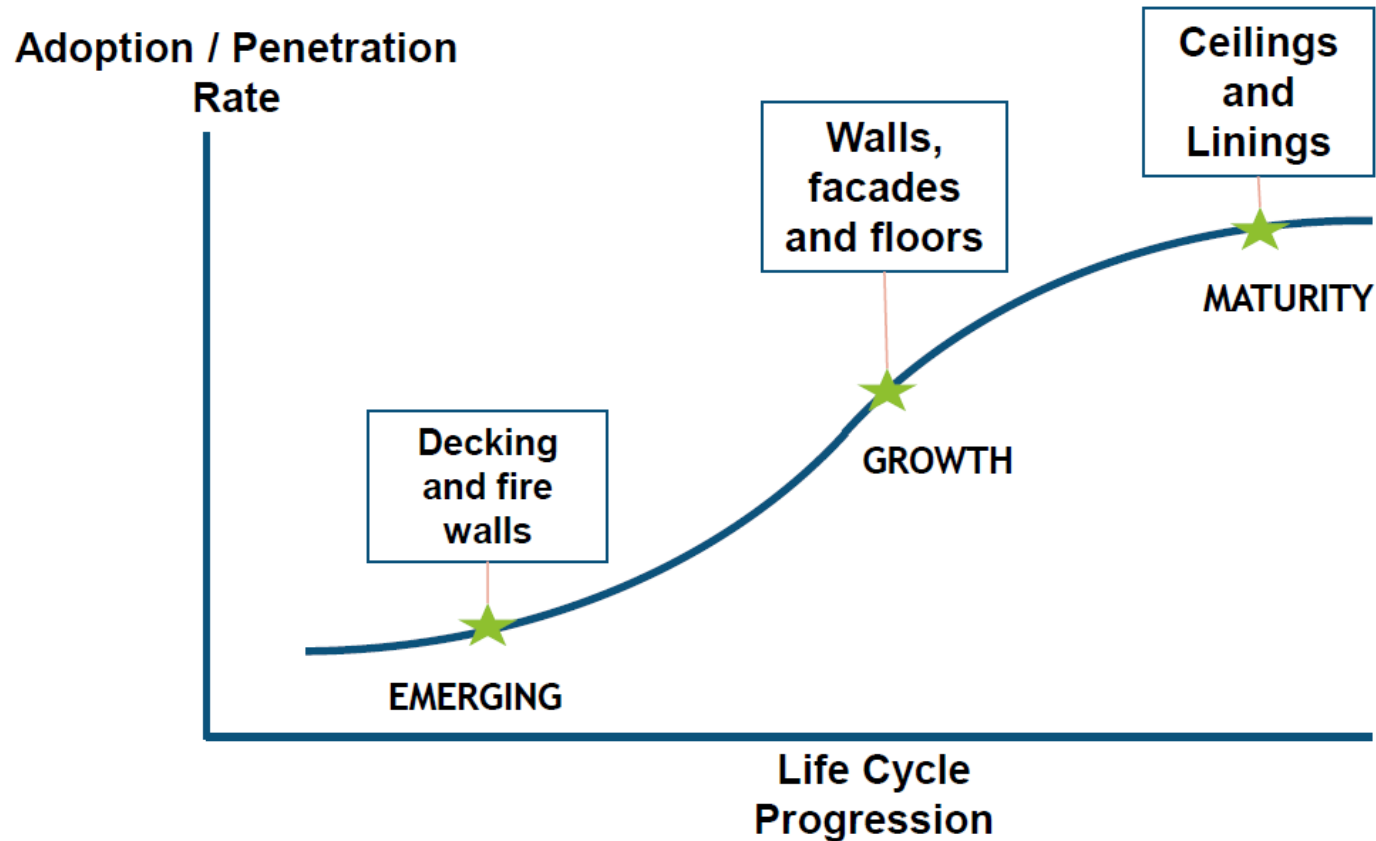 Adoption / Penetration
Rate
Ceilings
and
Linings
Walls,
facades
and floors
MATURITY
Decking
and fire
walls
GROWTH
EMERGING
Life Cycle
Progression